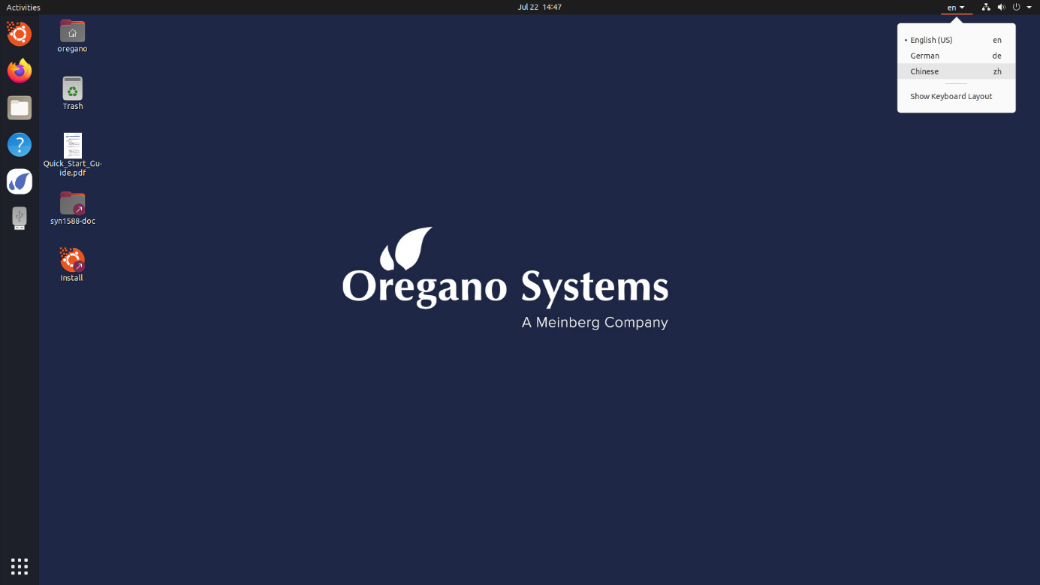 Activities
Jul 22 14:47
en
English (US) en
German de
Chinese zh
Show Keyboard Layout
oregano
Trash
Quick_Start_Gu-
ide.pdf
syn1588-doc
Install
Oregano Systems
A Meinberg Company